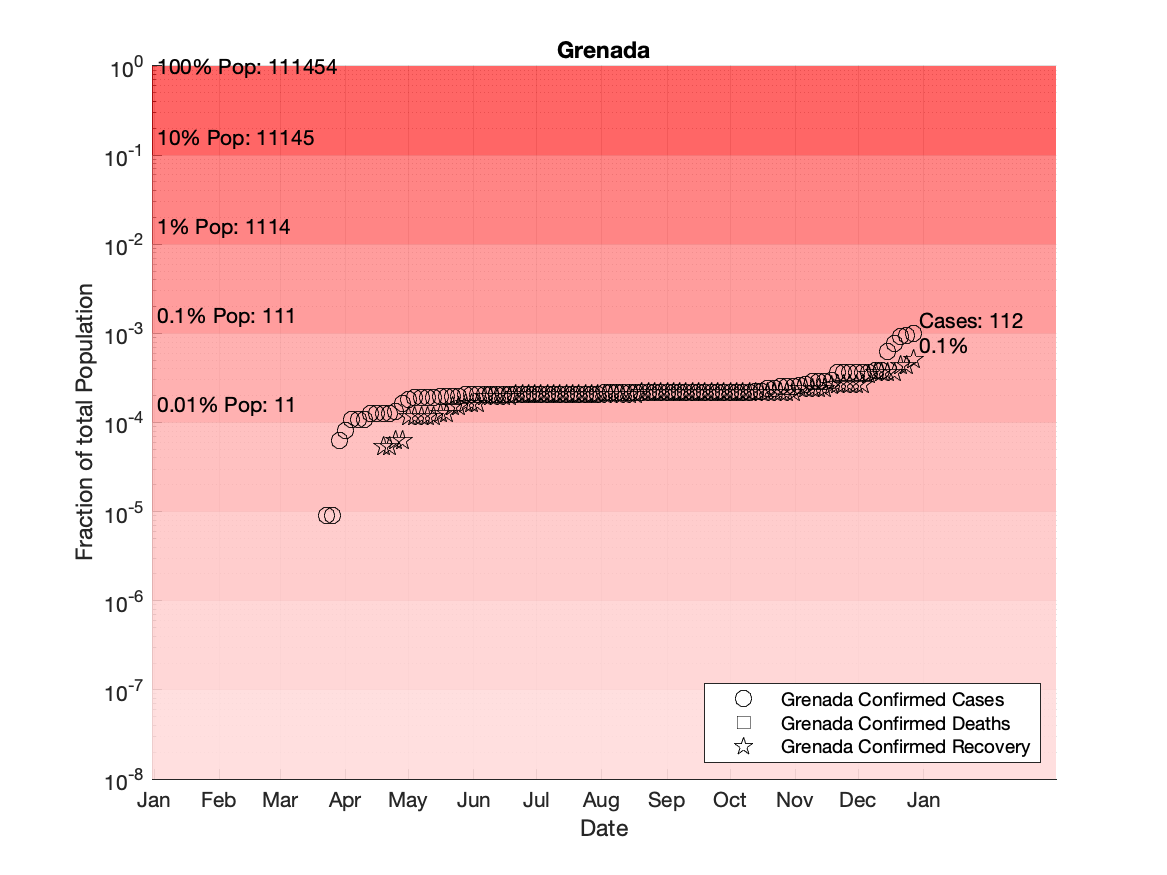 Grenada
10^0
100% Pop: 111454
10% Pop: 11145
10^-1
1% Pop: 1114
10^-2
0.1% Pop: 111
10^-3
Cases: 112
0.1%
0.01% Pop: 11
10^-4
10^-5
10^-6
10^-7
10^-8
Fraction of total Population
Grenada Confirmed Cases
Grenada Confirmed Deaths
Grenada Confirmed Recovery
Jan Feb Mar Apr May Jun Jul Aug Sep Oct Nov Dec Jan
Date